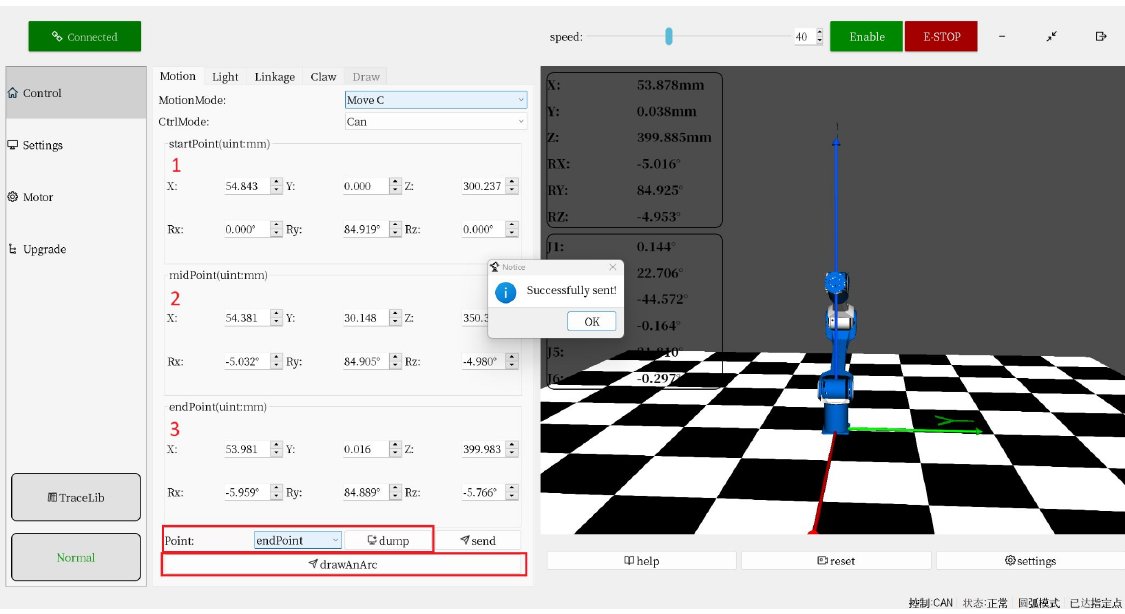 Connected
speed:
40
Enable
E-STOP
Motion Light Linkage Claw Draw
MotionMode: Move C
CtrlMode: Can
Control
Settings
Motor
Upgrade
TraceLib
Normal
startPoint(uint:mm)
1
X: 54.843 Y: 0.000 Z: 300.237
Rx: 0.000° Ry: 84.919° Rz: 0.000°
midPoint(uint:mm)
2
X: 54.381 Y: 30.148 Z: 350.3
Rx: -5.032° Ry: 84.905° Rz: -4.980°
endPoint(uint:mm)
3
X: 53.981 Y: 0.016 Z: 399.983
Rx: -5.959° Ry: 84.889° Rz: -5.766°
Point: endPoint dump send
drawAnArc
Notice
Successfully sent!
OK
X: 53.878mm
Y: 0.038mm
Z: 399.885mm
RX: -5.016°
RY: 84.925°
RZ: -4.953°
J1: 0.144°
22.706°
-44.572°
-0.164°
J5:
J6: -0.297°
Y
help
reset
settings
控制:CAN 状态:正常 圆弧模式 已达指定点